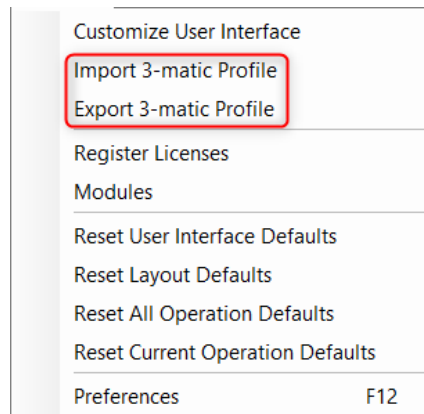 Customize User Interface
Import 3-matic Profile
Export 3-matic Profile
Register Licenses
Modules
Reset User Interface Defaults
Reset Layout Defaults
Reset All Operation Defaults
Reset Current Operation Defaults
Preferences F12